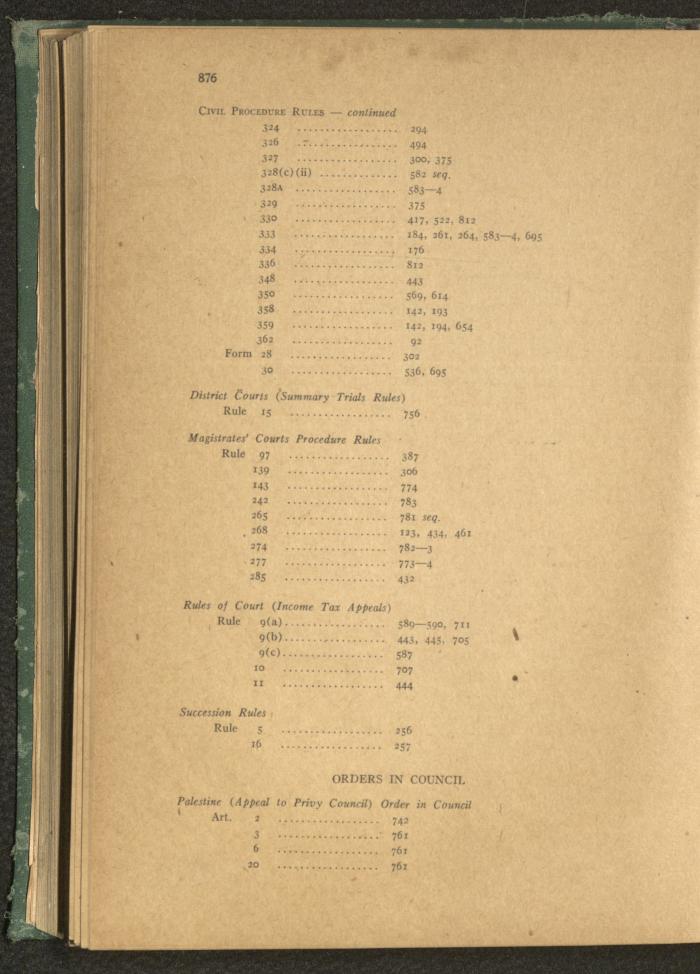 876
CIVIL PROCEDURE RULES — continued
324 .................. 294
326 .................. 494
327 .................. 300, 375
328(c)(ii) .............. 582 seq.
328A .................. 583—4
329 .................. 375
330 .................. 417, 522, 812
333 .................. 184, 261, 264, 583—4, 695
334 .................. 176
336 .................. 812
348 .................. 443
350 .................. 569, 614
358 .................. 142, 193
359 .................. 142, 194, 654
362 .................. 92
Form 28 .................. 302
30 .................. 536, 695
District Courts (Summary Trials Rules)
Rule 15 .................. 756
Magistrates' Courts Procedure Rules
Rule 97 .................. 387
139 .................. 306
143 .................. 774
242 .................. 783
265 .................. 781 seq.
268 .................. 123, 434, 461
274 .................. 782—3
277 .................. 773—4
285 .................. 432
Rules of Court (Income Tax Appeals)
Rule 9(a).................. 589—590, 711
9(b).................. 443, 445, 705
9(c).................. 587
10 .................. 707
11 .................. 444
Succession Rules
Rule 5 .................. 256
16 .................. 257
ORDERS IN COUNCIL
Palestine (Appeal to Privy Council) Order in Council
Art. 2 .................. 742
3 .................. 761
6 .................. 761
20 .................. 761